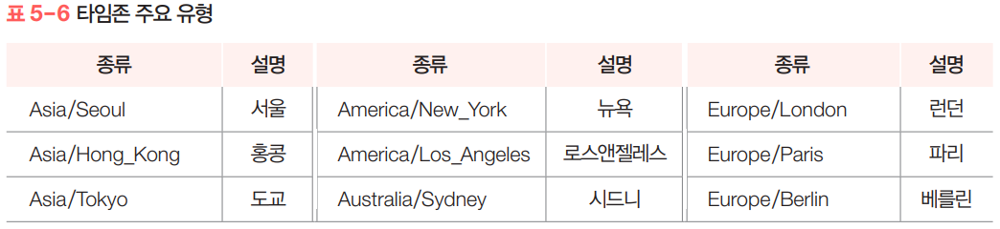 표 5-6 타임존 주요 유형
종류 설명 종류 설명 종류 설명
Asia/Seoul 서울 America/New_York 뉴욕 Europe/London 런던
Asia/Hong_Kong 홍콩 America/Los_Angeles 로스앤젤레스 Europe/Paris 파리
Asia/Tokyo 도쿄 Australia/Sydney 시드니 Europe/Berlin 베를린